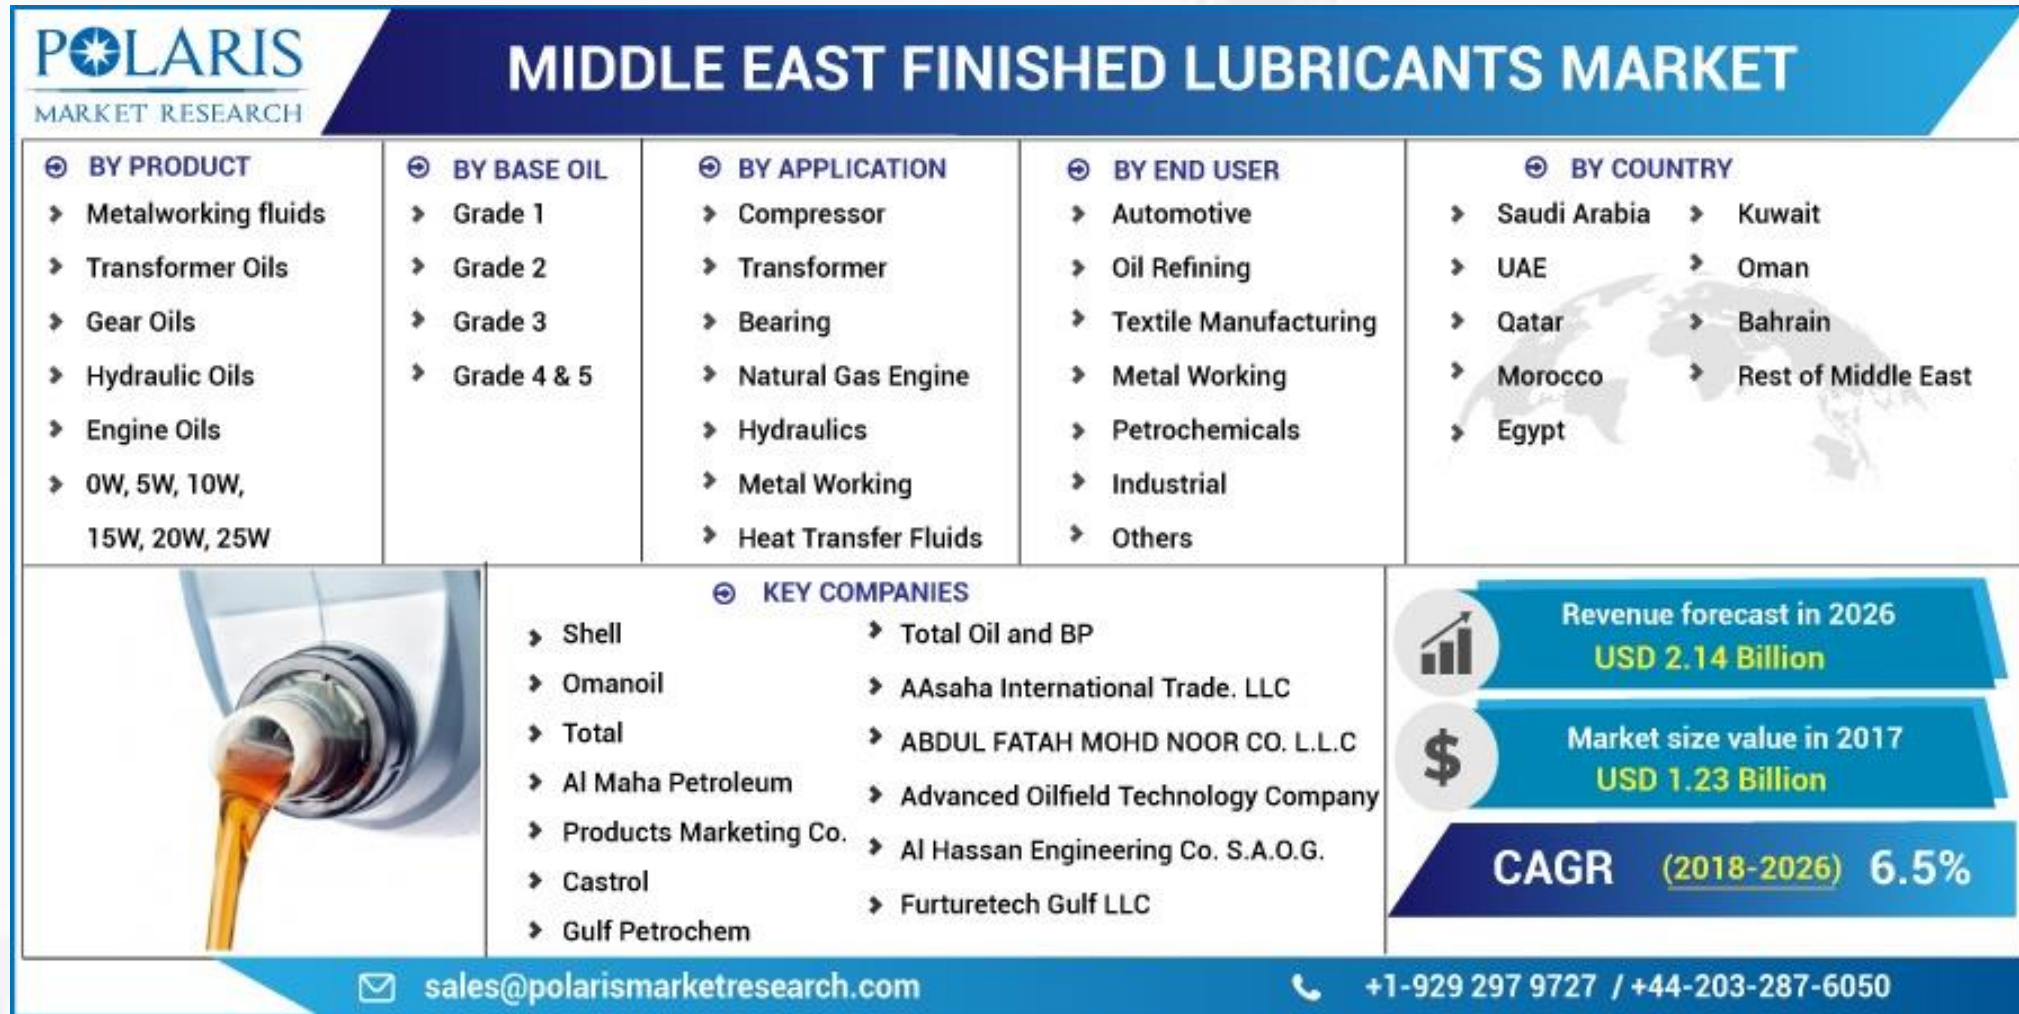 POLARIS
MARKET RESEARCH
MIDDLE EAST FINISHED LUBRICANTS MARKET
BY PRODUCT
Metalworking fluids
Transformer Oils
Gear Oils
Hydraulic Oils
Engine Oils
0W, 5W, 10W,
15W, 20W, 25W
BY BASE OIL
Grade 1
Grade 2
Grade 3
Grade 4 & 5
BY APPLICATION
Compressor
Transformer
Bearing
Natural Gas Engine
Hydraulics
Metal Working
Heat Transfer Fluids
BY END USER
Automotive
Oil Refining
Textile Manufacturing
Metal Working
Petrochemicals
Industrial
Others
BY COUNTRY
Saudi Arabia
UAE
Qatar
Morocco
Egypt
Kuwait
Oman
Bahrain
Rest of Middle East
KEY COMPANIES
Shell
Omanoil
Total
Al Maha Petroleum
Products Marketing Co.
Castrol
Gulf Petrochem
Total Oil and BP
AAsaha International Trade. LLC
ABDUL FATAH MOHD NOOR CO. L.L.C
Advanced Oilfield Technology Company
Al Hassan Engineering Co. S.A.O.G.
Furturetech Gulf LLC
Revenue forecast in 2026
USD 2.14 Billion
$
Market size value in 2017
USD 1.23 Billion
CAGR (2018-2026) 6.5%
sales@polarismarketresearch.com
+1-929 297 9727 / +44-203-287-6050